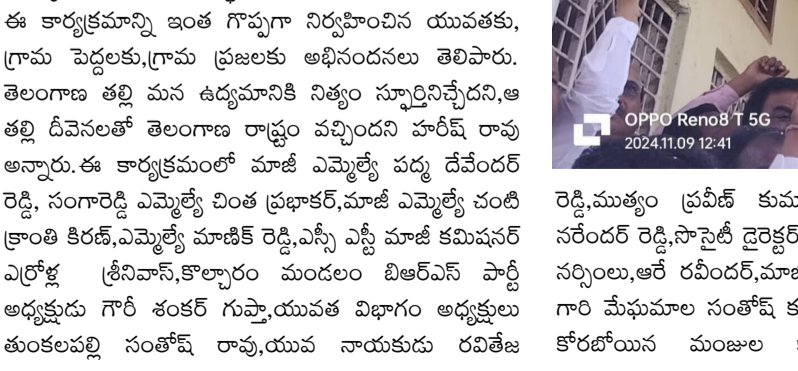 ఈ కార్యక్రమాన్ని ఇంత గొప్పగా నిర్వహించిన యువతకు,
గ్రామ పెద్దలకు,గ్రామ ప్రజలకు అభినందనలు తెలిపారు.
తెలంగాణ తల్లి మన ఉద్యమానికి నిత్యం స్ఫూర్తినిచ్చేదని,ఆ
తల్లి దీవెనలతో తెలంగాణ రాష్ట్రం వచ్చిందని హరీష్ రావు
అన్నారు.ఈ కార్యక్రమంలో మాజీ ఎమ్మెల్యే పద్మ దేవేందర్
రెడ్డి, సంగారెడ్డి ఎమ్మెల్యే చింత ప్రభాకర్,మాజీ ఎమ్మెల్యే చంటి
క్రాంతి కిరణ్,ఎమ్మెల్యే మాణిక్ రెడ్డి,ఎస్సీ ఎస్టీ మాజీ కమిషనర్
ఎర్రోళ్ల శ్రీనివాస్,కొల్చారం మండలం బిఆర్ఎస్ పార్టీ
అధ్యక్షుడు గౌరీ శంకర్ గుప్తా,యువత విభాగం అధ్యక్షులు
తుంకలపల్లి సంతోష్ రావు,యువ నాయకుడు రవితేజ
OPPO Reno8 T 5G
2024.11.09 12:41
రెడ్డి,ముత్యం ప్రవీణ్
నరేందర్ రెడ్డి,సొసైటీ డైరెక్టర్
నర్సింలు,ఆరే రవీందర్,
గారి మేఘమాల సంతోష్
కోరబోయిన మంజుల